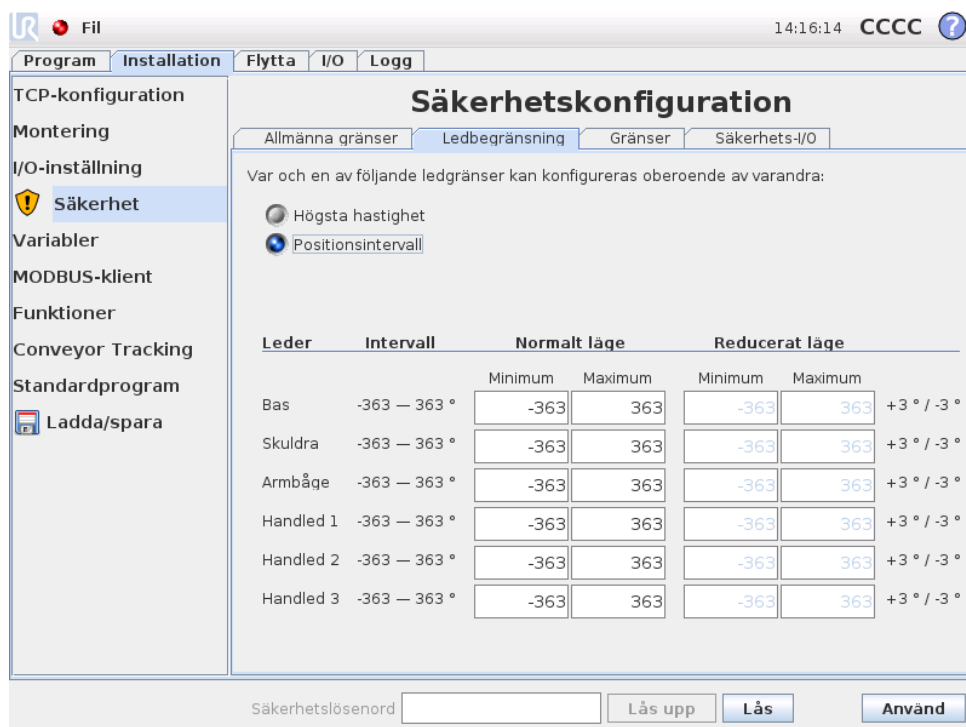 UR Fil 14:16:14 CCCC ?
Program Installation Flytta I/O Logg
TCP-konfiguration
Montering
I/O-inställning
Säkerhet
Variabler
MODBUS-klient
Funktioner
Conveyor Tracking
Standardprogram
Ladda/spara
Säkerhetskonfiguration
Allmänna gränser Ledbegränsning Gränser Säkerhets-I/O
Var och en av följande ledgränser kan konfigureras oberoende av varandra:
Högsta hastighet
Positionsintervall
Leder Intervall Normalt läge Reducerat läge
Minimum Maximum Minimum Maximum
Bas -363 — 363 ° -363 363 -363 363 +3 ° / -3 °
Skuldra -363 — 363 ° -363 363 -363 363 +3 ° / -3 °
Armbåge -363 — 363 ° -363 363 -363 363 +3 ° / -3 °
Handled 1 -363 — 363 ° -363 363 -363 363 +3 ° / -3 °
Handled 2 -363 — 363 ° -363 363 -363 363 +3 ° / -3 °
Handled 3 -363 — 363 ° -363 363 -363 363 +3 ° / -3 °
Säkerhetslösenord Lås upp Lås Använd